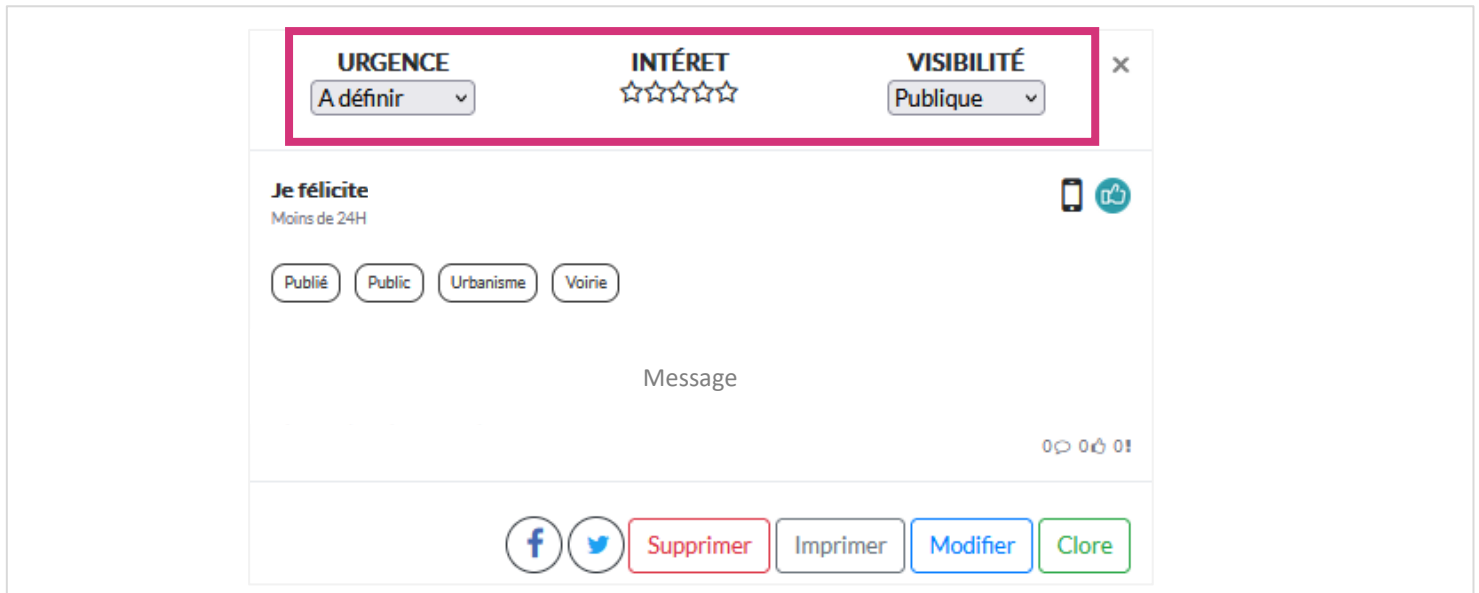 URGENCE INTÉRET VISIBILITÉ ×
A définir Publique
Je félicite
Moins de 24H
Publié Public Urbanisme Voirie
Message
0 0 0!
Supprimer Imprimer Modifier Clore